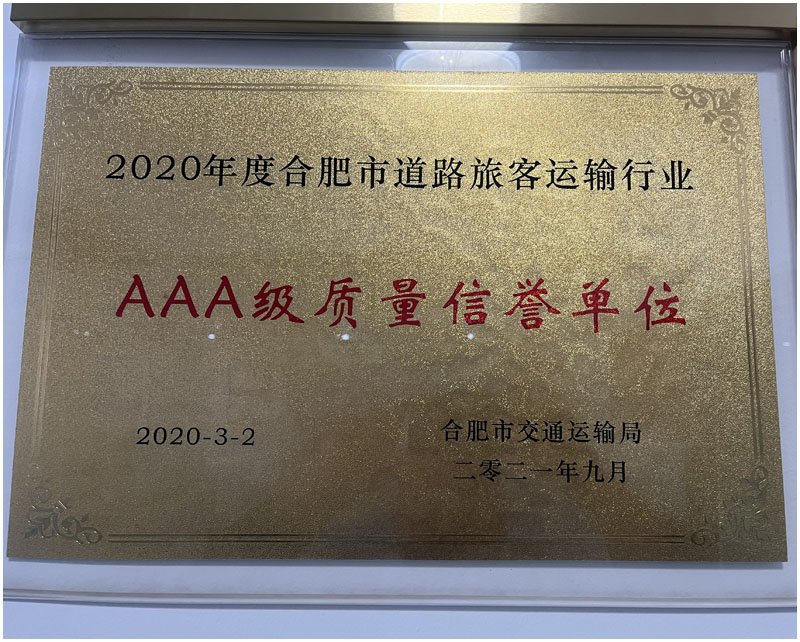 2020年度合肥市道路旅客运输行业
AAA级质量信誉单位
2020-3-2
合肥市交通运输局
二零二一年九月